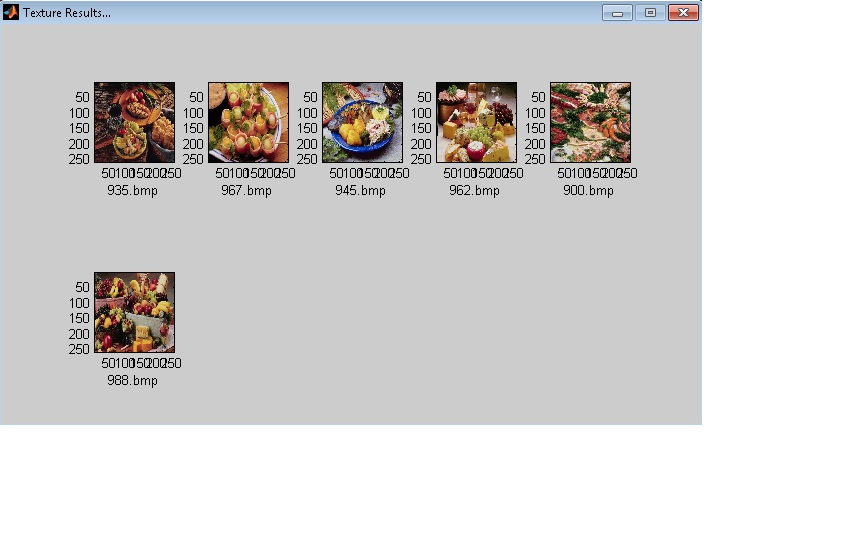 Texture Results...
50 50 50 50 50
100 100 100 100 100
150 150 150 150 150
200 200 200 200 200
250 250 250 250 250
50100150200250 50100150200250 50100150200250 50100150200250 50100150200250
935.bmp 967.bmp 945.bmp 962.bmp 900.bmp
50
100
150
200
250
50100150200250
988.bmp